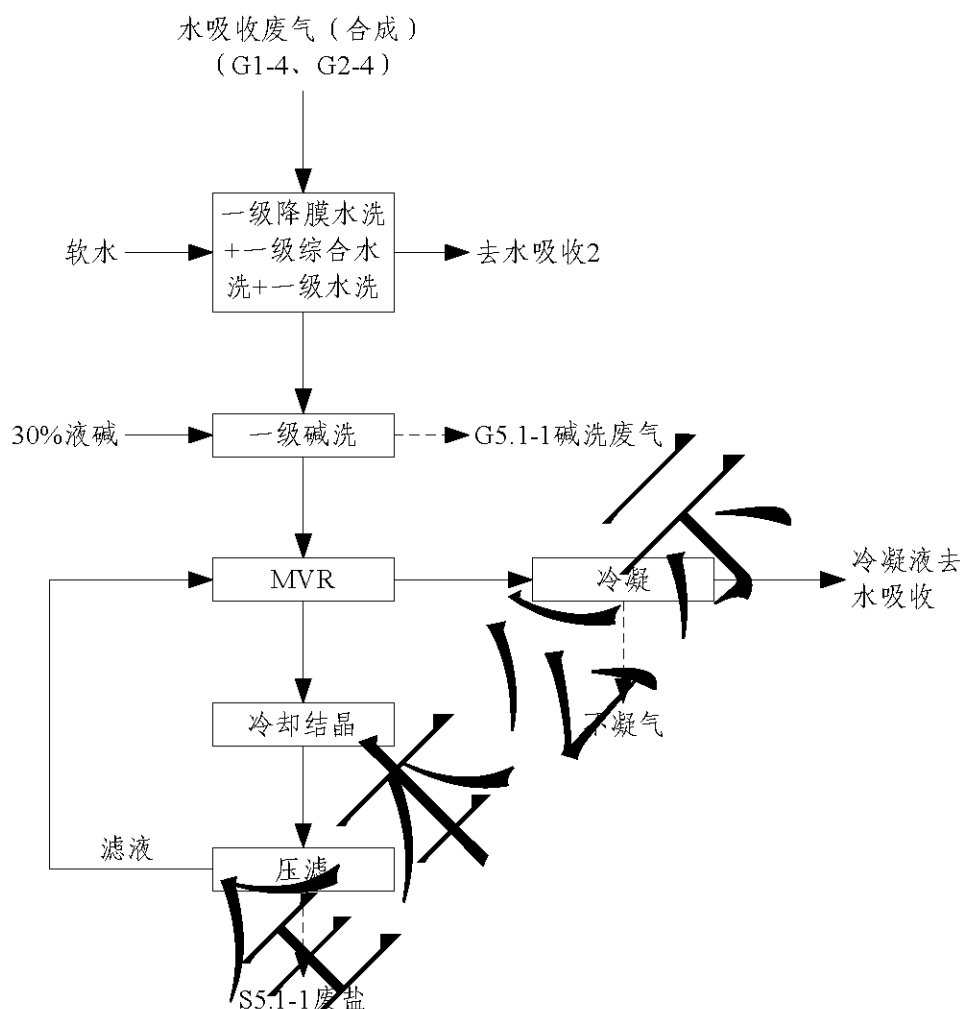 水吸收废气（合成）
（G1-4、G2-4）
一级降膜水洗
+一级综合水
洗+一级水洗
软水
去水吸收2
30%液碱
一级碱洗
G5.1-1碱洗废气
MVR
冷凝
冷凝液去
水吸收
冷却结晶
不凝气
滤液
压滤
S5.1-1废盐